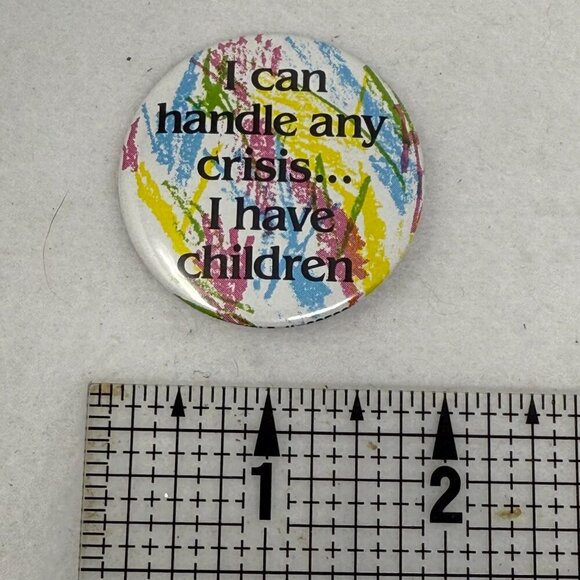 I can
handle any
crisis...
I have
children
1
2